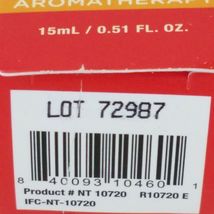 AROMATHERAPY
15mL / 0.51 FL. OZ.
LOT 72987
8 40093 10460 1
Product # NT 10720 R10720 E
IFC-NT-10720